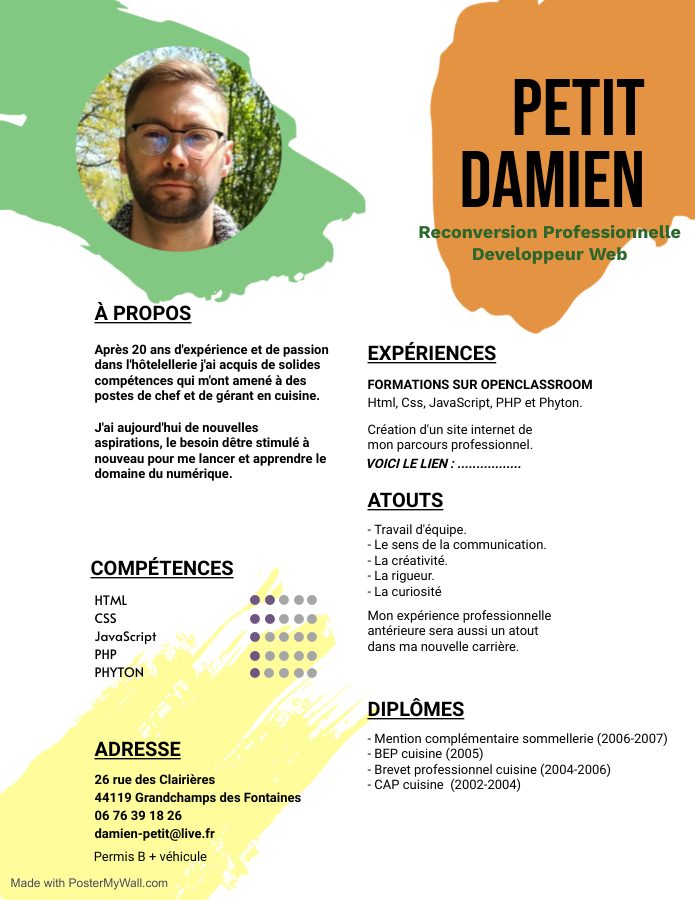 PETIT
DAMIEN
Reconversion Professionnelle
Developpeur Web
À PROPOS
Après 20 ans d'expérience et de passion
dans l'hôtelellerie j'ai acquis de solides
compétences qui m'ont amené à des
postes de chef et de gérant en cuisine.
J'ai aujourd'hui de nouvelles
aspirations, le besoin dêtre stimulé à
nouveau pour me lancer et apprendre le
domaine du numérique.
COMPÉTENCES
HTML
CSS
JavaScript
PHP
PHYTON
ADRESSE
26 rue des Clairières
44119 Grandchamps des Fontaines
06 76 39 18 26
damien-petit@live.fr
Permis B + véhicule
EXPÉRIENCES
FORMATIONS SUR OPENCLASSROOM
Html, Css, JavaScript, PHP et Phyton.
Création d'un site internet de
mon parcours professionnel.
VOICI LE LIEN : .................
ATOUTS
- Travail d'équipe.
- Le sens de la communication.
- La créativité.
- La rigueur.
- La curiosité
Mon expérience professionnelle
antérieure sera aussi un atout
dans ma nouvelle carrière.
DIPLÔMES
- Mention complémentaire sommellerie (2006-2007)
- BEP cuisine (2005)
- Brevet professionnel cuisine (2004-2006)
- CAP cuisine  (2002-2004)
Made with PosterMyWall.com